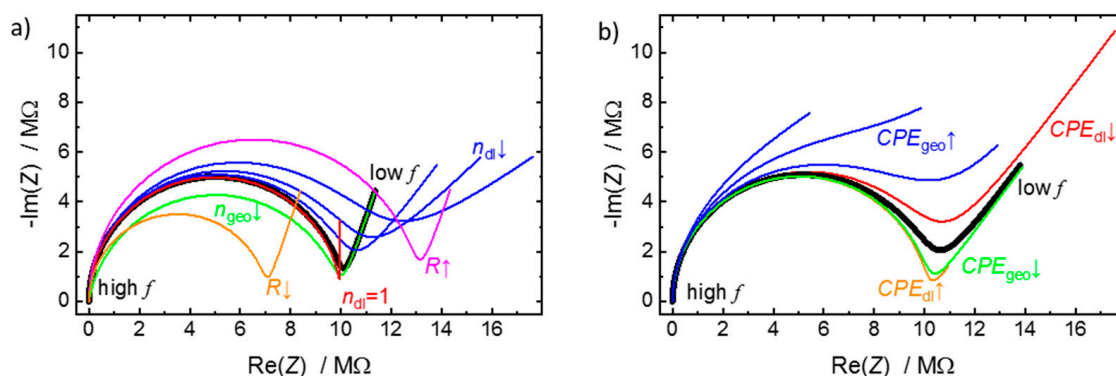 a)
10
8
6
4
2
0
-Im(Z) / MΩ
n_dl↓
low f
n_geo↓
R↑
R↓
n_dl=1
high f
0 2 4 6 8 10 12 14 16
Re(Z) / MΩ
b)
10
8
6
4
2
0
-Im(Z) / MΩ
CPE_geo↑
CPE_dl↓
low f
CPE_geo↓
CPE_dl↑
high f
0 2 4 6 8 10 12 14 16
Re(Z) / MΩ